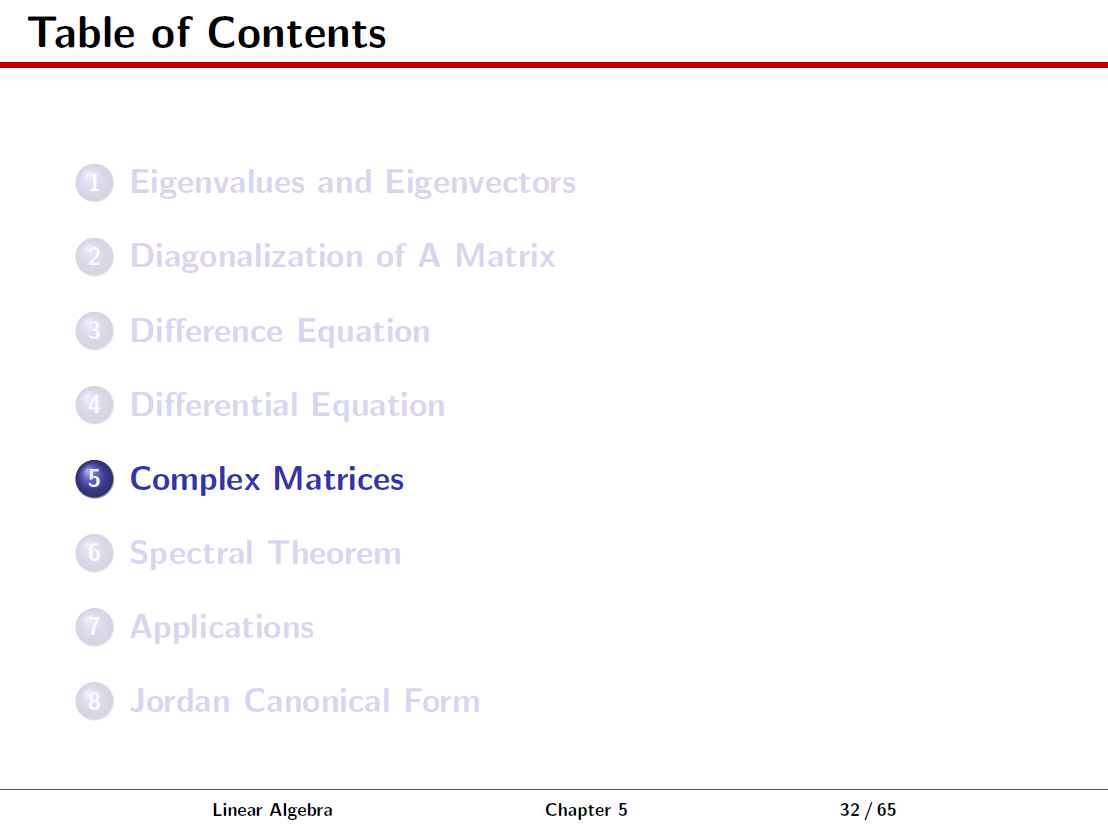 Table of Contents
1 Eigenvalues and Eigenvectors
2 Diagonalization of A Matrix
3 Difference Equation
4 Differential Equation
5 Complex Matrices
6 Spectral Theorem
7 Applications
8 Jordan Canonical Form
Linear Algebra Chapter 5 32 / 65